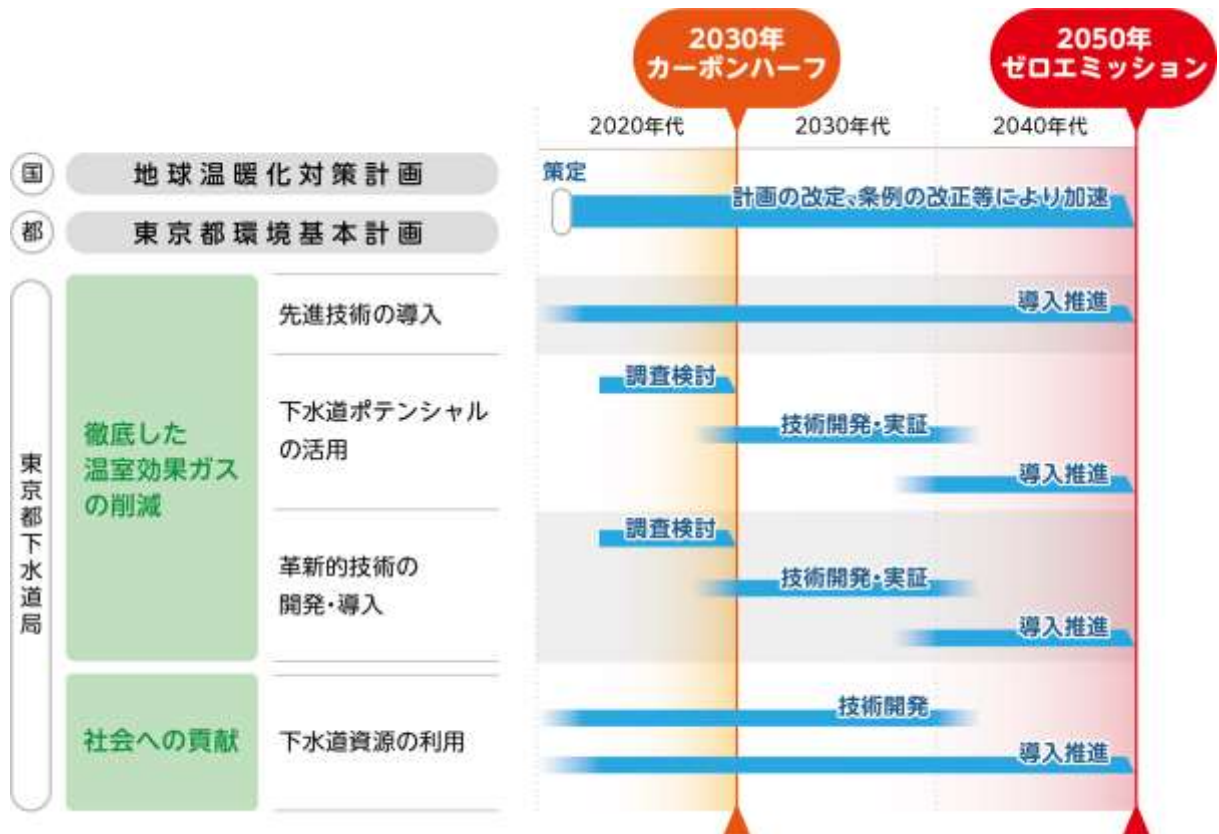 2030年
カーボンハーフ
2050年
ゼロエミッション
2020年代
2030年代
2040年代
国
地球温暖化対策計画
策定
計画の改定、条例の改正等により加速
都
東京都環境基本計画
東京都下水道局
徹底した
温室効果ガス
の削減
先進技術の導入
導入推進
下水道ポテンシャル
の活用
調査検討
技術開発・実証
導入推進
革新的技術の
開発・導入
調査検討
技術開発・実証
導入推進
社会への貢献
下水道資源の利用
技術開発
導入推進